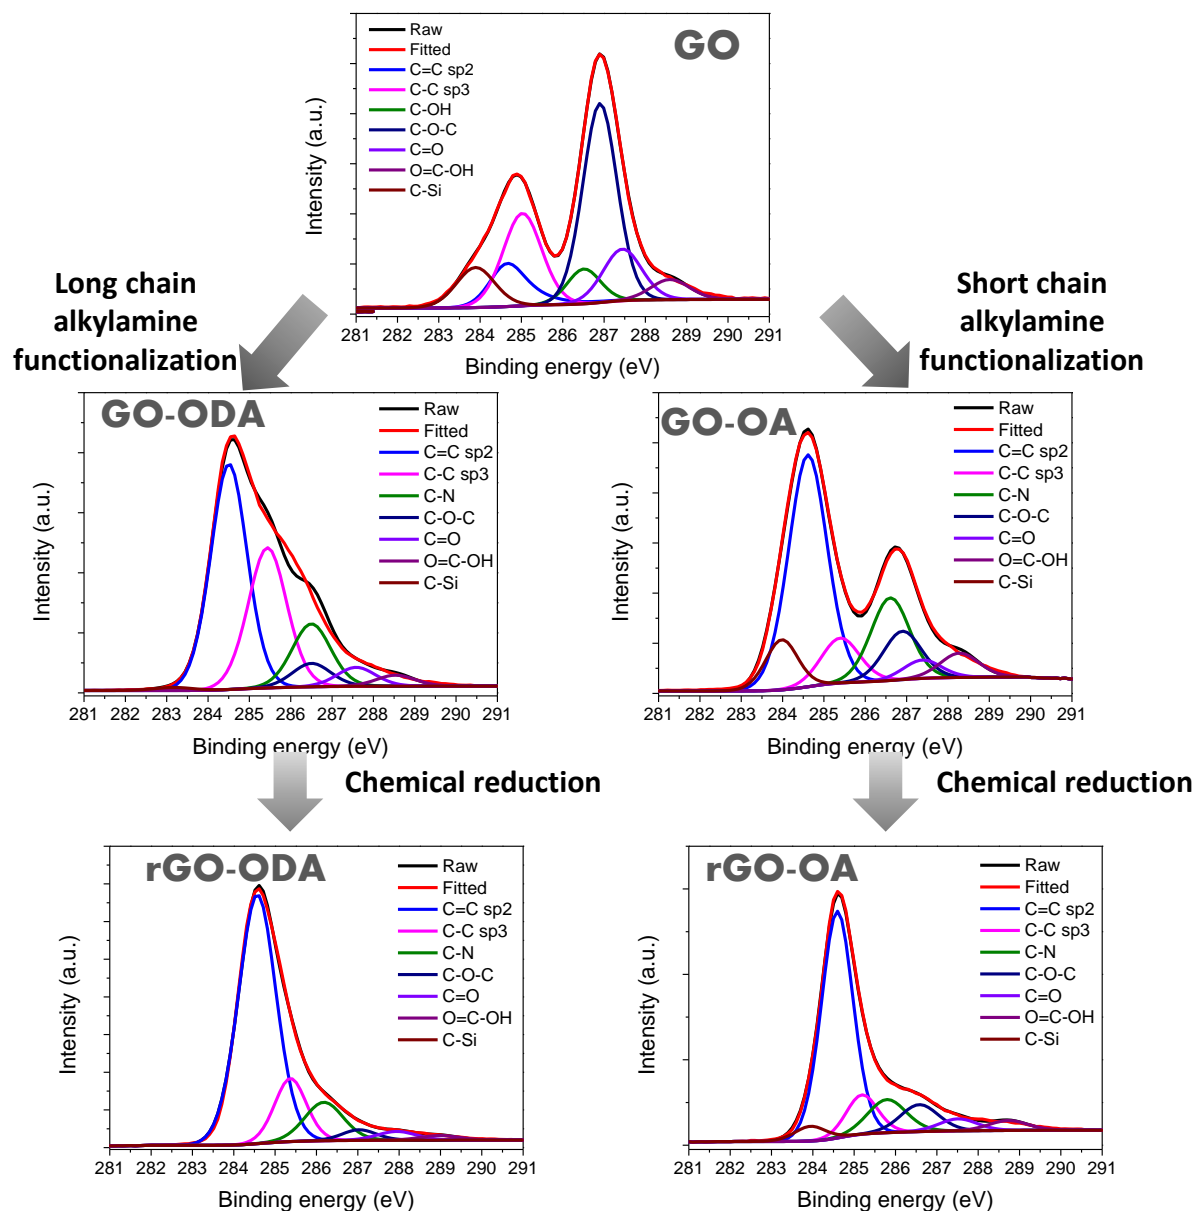 GO
Raw
Fitted
C=C sp2
C-C sp3
C-OH
C-O-C
C=O
O=C-OH
C-Si
Intensity (a.u.)
281 282 283 284 285 286 287 288 289 290 291
Binding energy (eV)
Long chain
alkylamine
functionalization
Short chain
alkylamine
functionalization
GO-ODA
Raw
Fitted
C=C sp2
C-C sp3
C-N
C-O-C
C=O
O=C-OH
C-Si
Intensity (a.u.)
281 282 283 284 285 286 287 288 289 290 291
Binding energy (eV)
GO-OA
Raw
Fitted
C=C sp2
C-C sp3
C-N
C-O-C
C=O
O=C-OH
C-Si
Intensity (a.u.)
281 282 283 284 285 286 287 288 289 290 291
Binding energy (eV)
Chemical reduction
Chemical reduction
rGO-ODA
Raw
Fitted
C=C sp2
C-C sp3
C-N
C-O-C
C=O
O=C-OH
C-Si
Intensity (a.u.)
281 282 283 284 285 286 287 288 289 290 291
Binding energy (eV)
rGO-OA
Raw
Fitted
C=C sp2
C-C sp3
C-N
C-O-C
C=O
O=C-OH
C-Si
Intensity (a.u.)
281 282 283 284 285 286 287 288 289 290 291
Binding energy (eV)